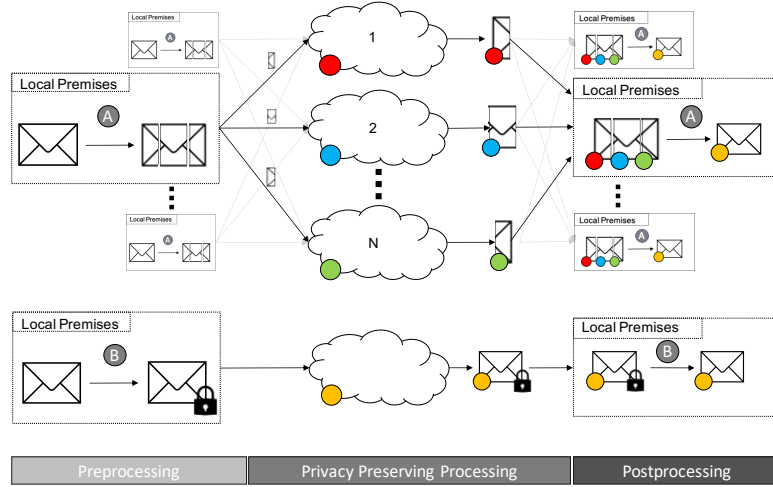 Local Premises
A
1
Local Premises
A
Local Premises
A
Local Premises
A
2
Local Premises
A
Local Premises
A
N
Local Premises
B
Local Premises
B
Preprocessing
Privacy Preserving Processing
Postprocessing